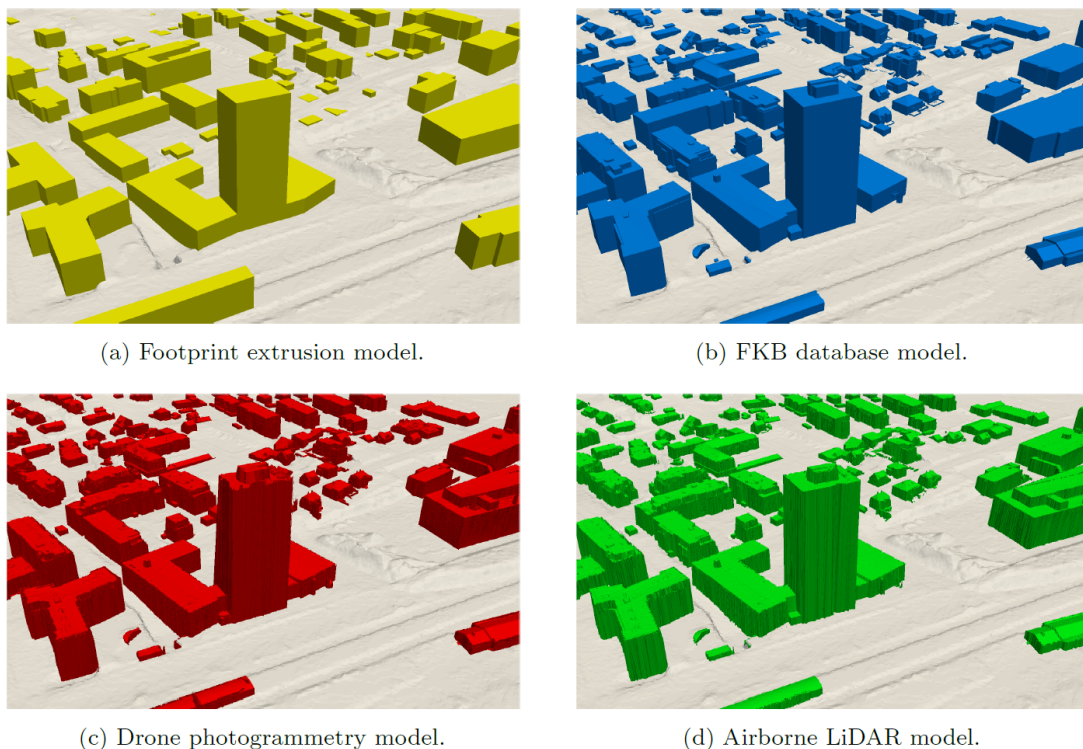 (a) Footprint extrusion model.
(b) FKB database model.
(c) Drone photogrammetry model.
(d) Airborne LiDAR model.